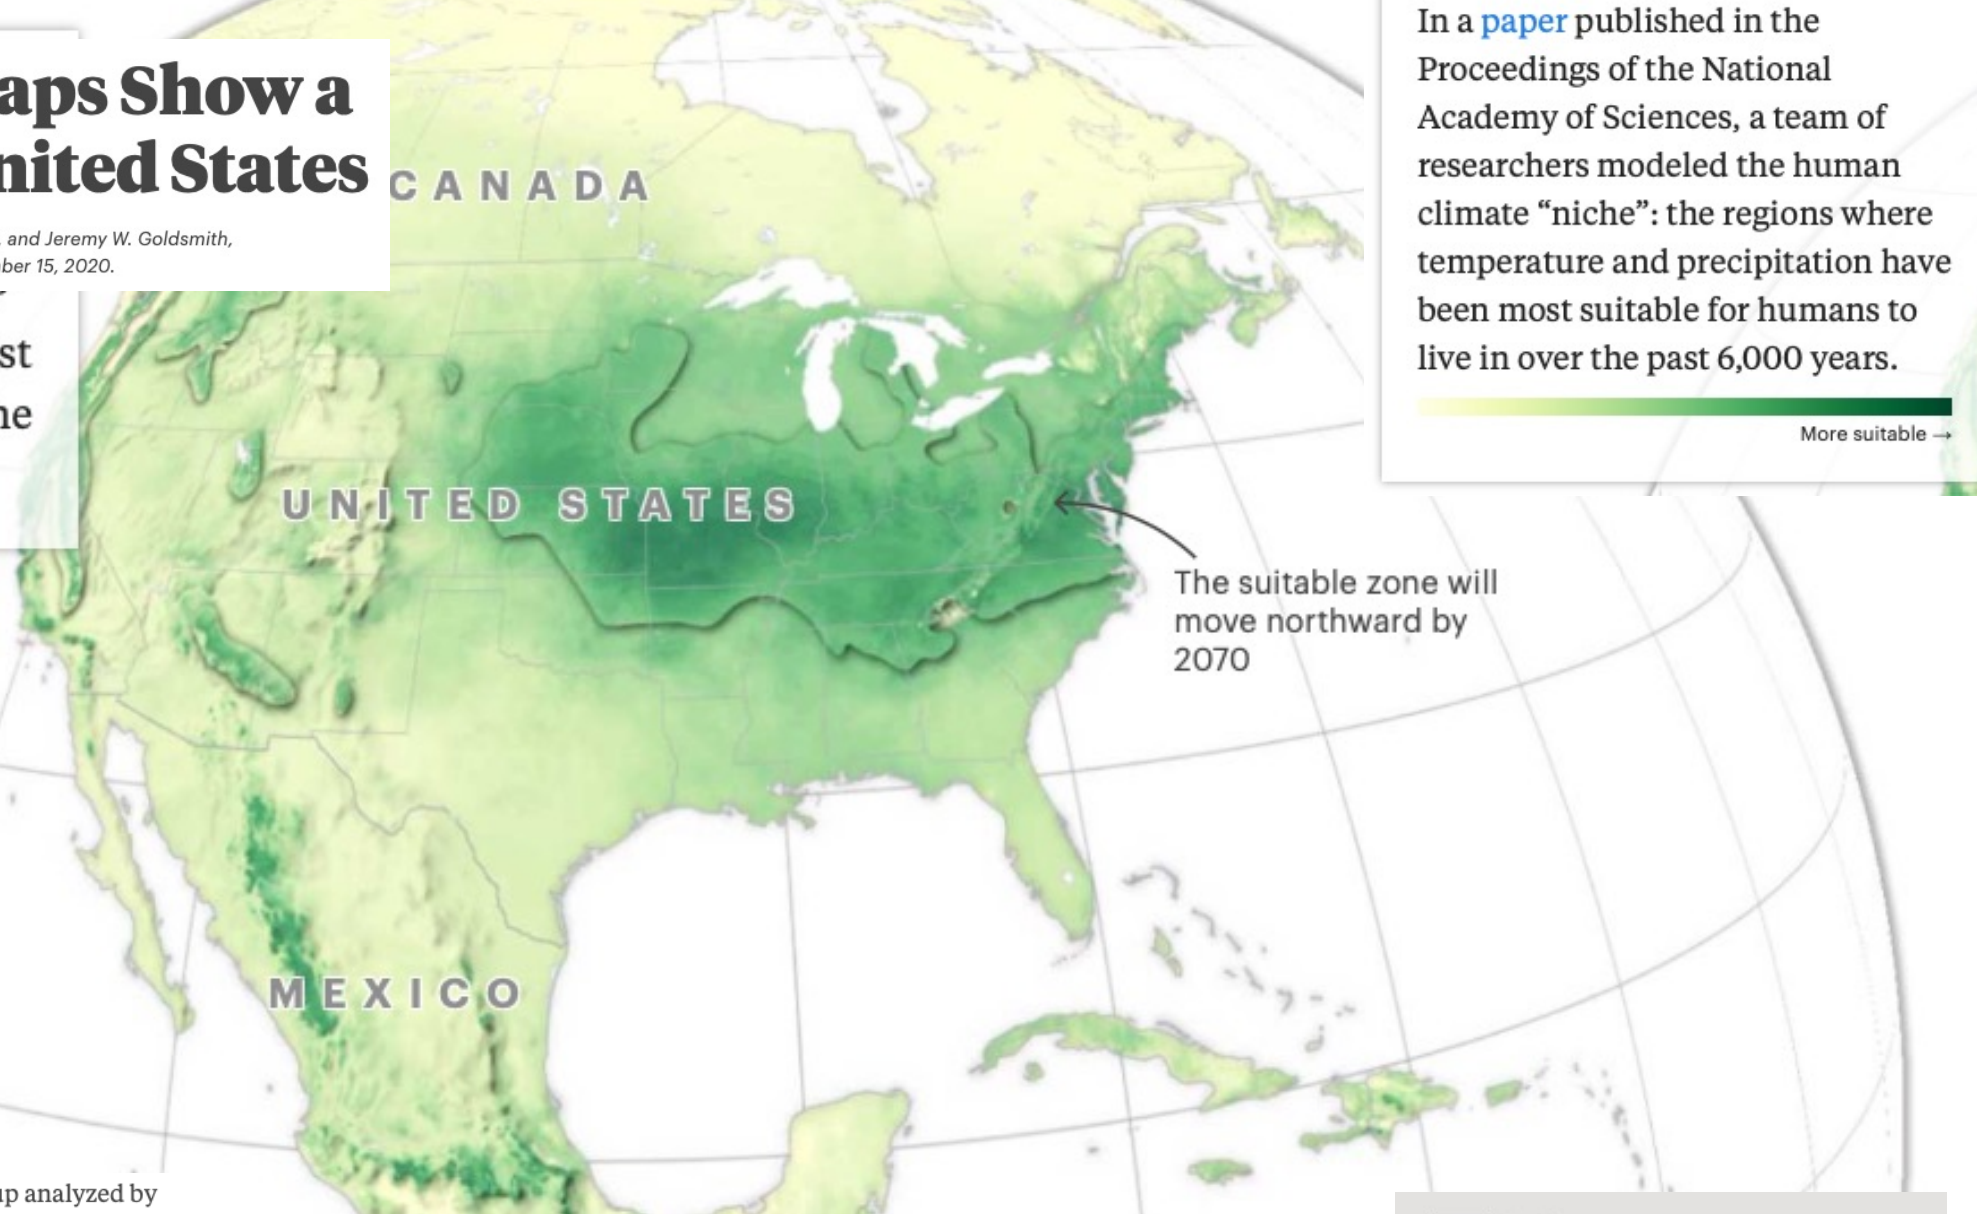 aps Show a
nited States
and Jeremy W. Goldsmith,
ber 15, 2020.
st
ne
CANADA
UNITED STATES
MEXICO
The suitable zone will
move northward by
2070
In a paper published in the
Proceedings of the National
Academy of Sciences, a team of
researchers modeled the human
climate “niche”: the regions where
temperature and precipitation have
been most suitable for humans to
live in over the past 6,000 years.
More suitable →
up analyzed by